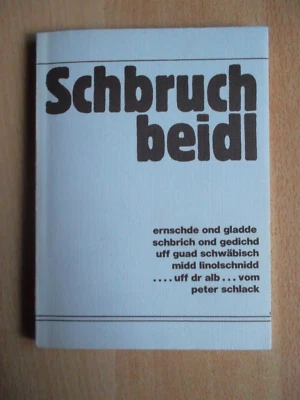 Schbruch
beidl
ernschde ond gladde
schbrich ond gedichd
uff guad schwäbisch
midd linolschnidd
....uff dr alb...vom
peter schlack